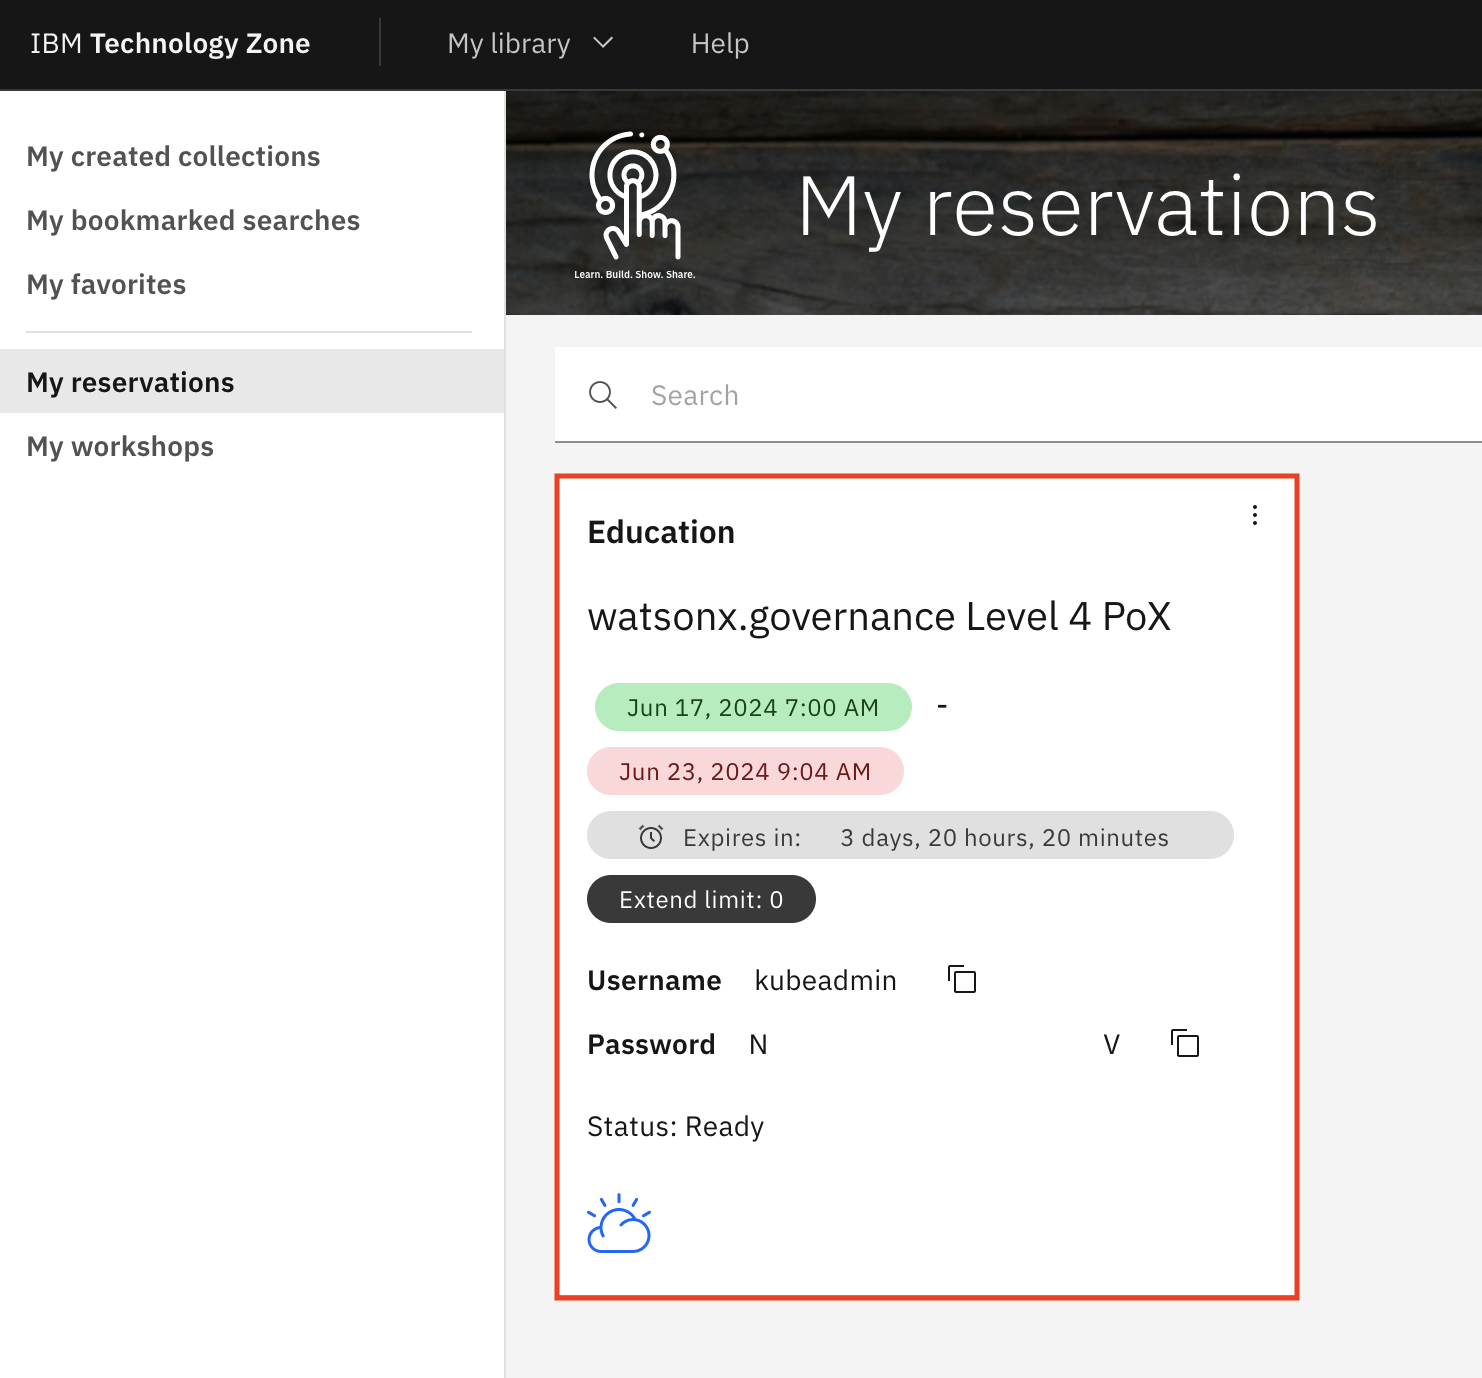 IBM Technology Zone
My library
Help
My created collections
My bookmarked searches
My favorites
My reservations
My workshops
Learn. Build. Show. Share.
My reservations
Search
Education
watsonx.governance Level 4 PoX
Jun 17, 2024 7:00 AM -
Jun 23, 2024 9:04 AM
Expires in: 3 days, 20 hours, 20 minutes
Extend limit: 0
Username kubeadmin
Password N V
Status: Ready